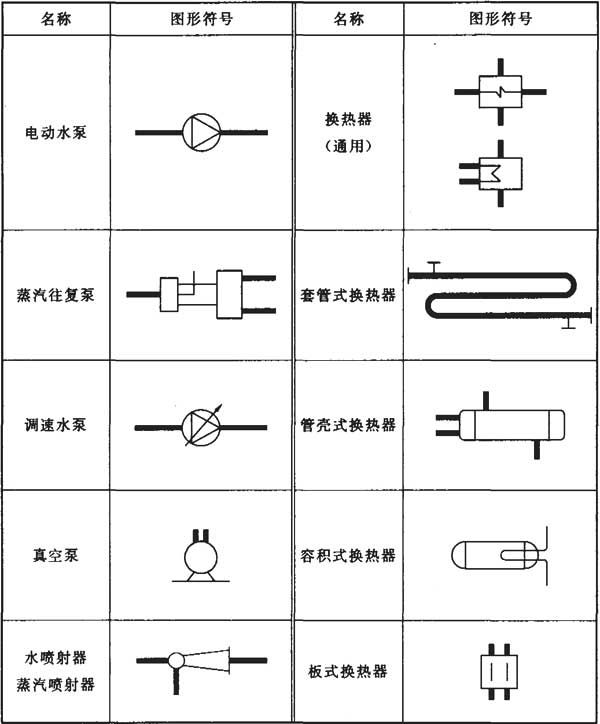 名称 图形符号 名称 图形符号
电动水泵 换热器
（通用）
蒸汽往复泵 套管式换热器
调速水泵 管壳式换热器
真空泵 容积式换热器
水喷射器
蒸汽喷射器 板式换热器